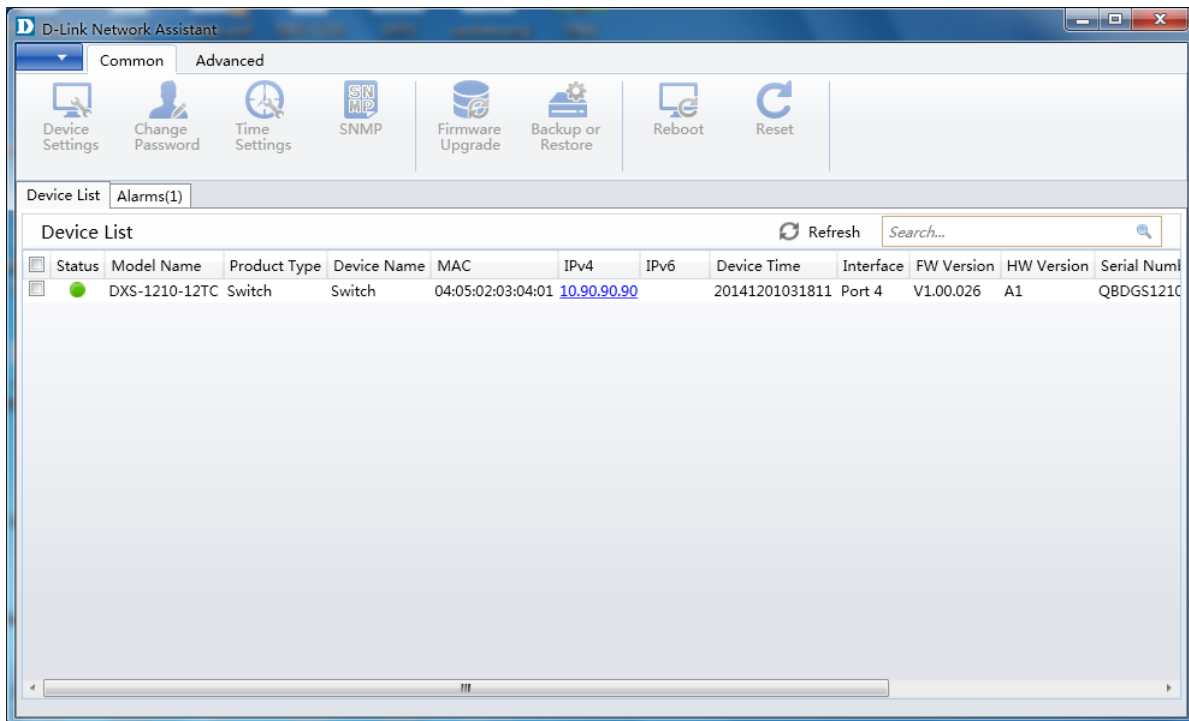 D-Link Network Assistant
Common Advanced
Device Settings Change Password Time Settings SNMP Firmware Upgrade Backup or Restore Reboot Reset
Device List Alarms(1)
Device List Refresh Search...
Status Model Name Product Type Device Name MAC IPv4 IPv6 Device Time Interface FW Version HW Version Serial Numb
DXS-1210-12TC Switch Switch 04:05:02:03:04:01 10.90.90.90 20141201031811 Port 4 V1.00.026 A1 QBDGS1210